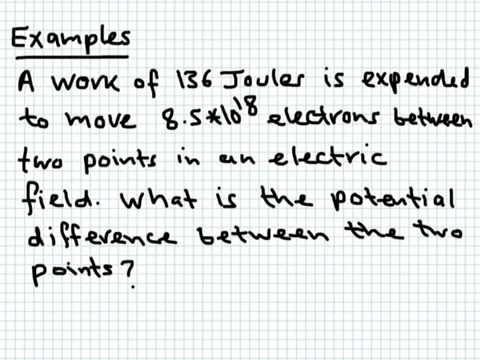 Examples
A work of 136 Joules is expended
to move 8.5*10^18 electrons between
two points in an electric
field. What is the potential
difference between the two
points?